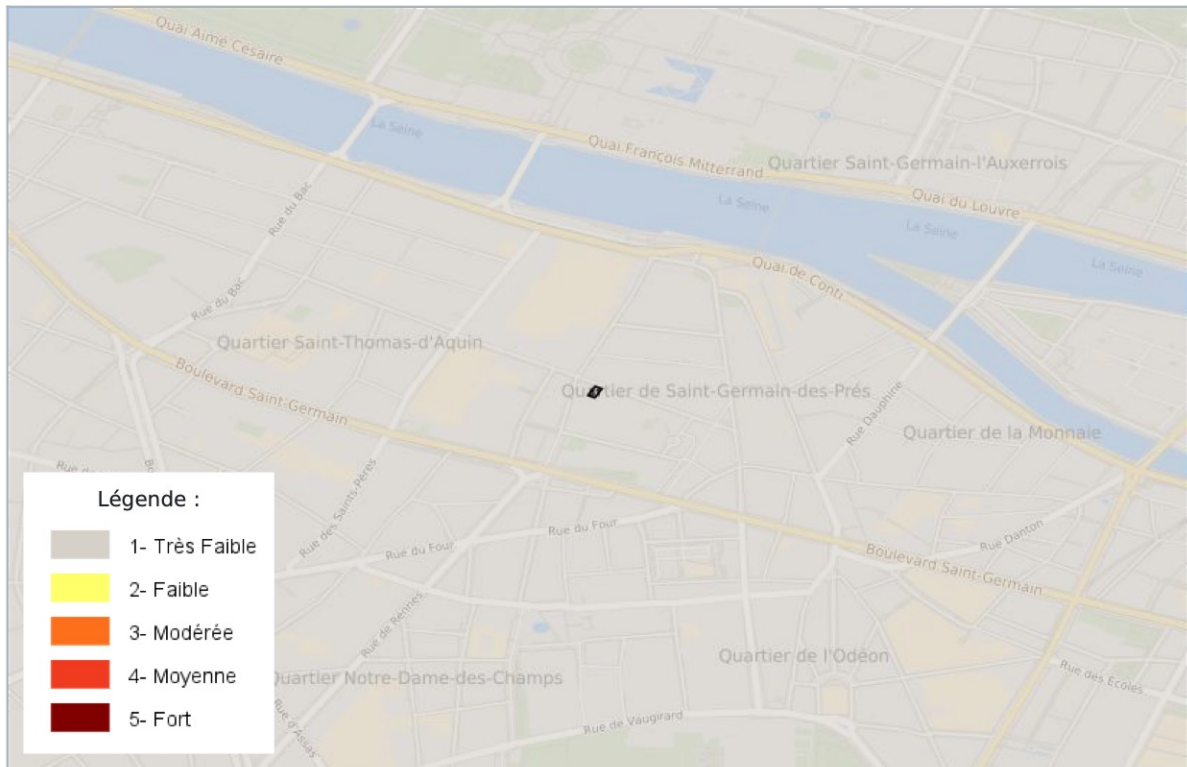 Quai Aimé Césaire
La Seine
Quai François Mitterrand
Quartier Saint-Germain-l'Auxerrois
La Seine
Quai du Louvre
La Seine
La Seine
Rue du Bac
Quai de Conti
Rue du Bac
Quartier Saint-Thomas-d'Aquin
Boulevard Saint-Germain
Quartier de Saint-Germain-des-Prés
Rue Dauphine
Quartier de la Monnaie
Rue des Saints-Pères
Rue du Four
Rue du Four
Rue Danton
Boulevard Saint-Germain
Rue de Rennes
Quartier de l'Odéon
Rue des Écoles
Quartier Notre-Dame-des-Champs
Rue d'Assas
Rue de Vaugirard
Légende :
1- Très Faible
2- Faible
3- Modérée
4- Moyenne
5- Fort